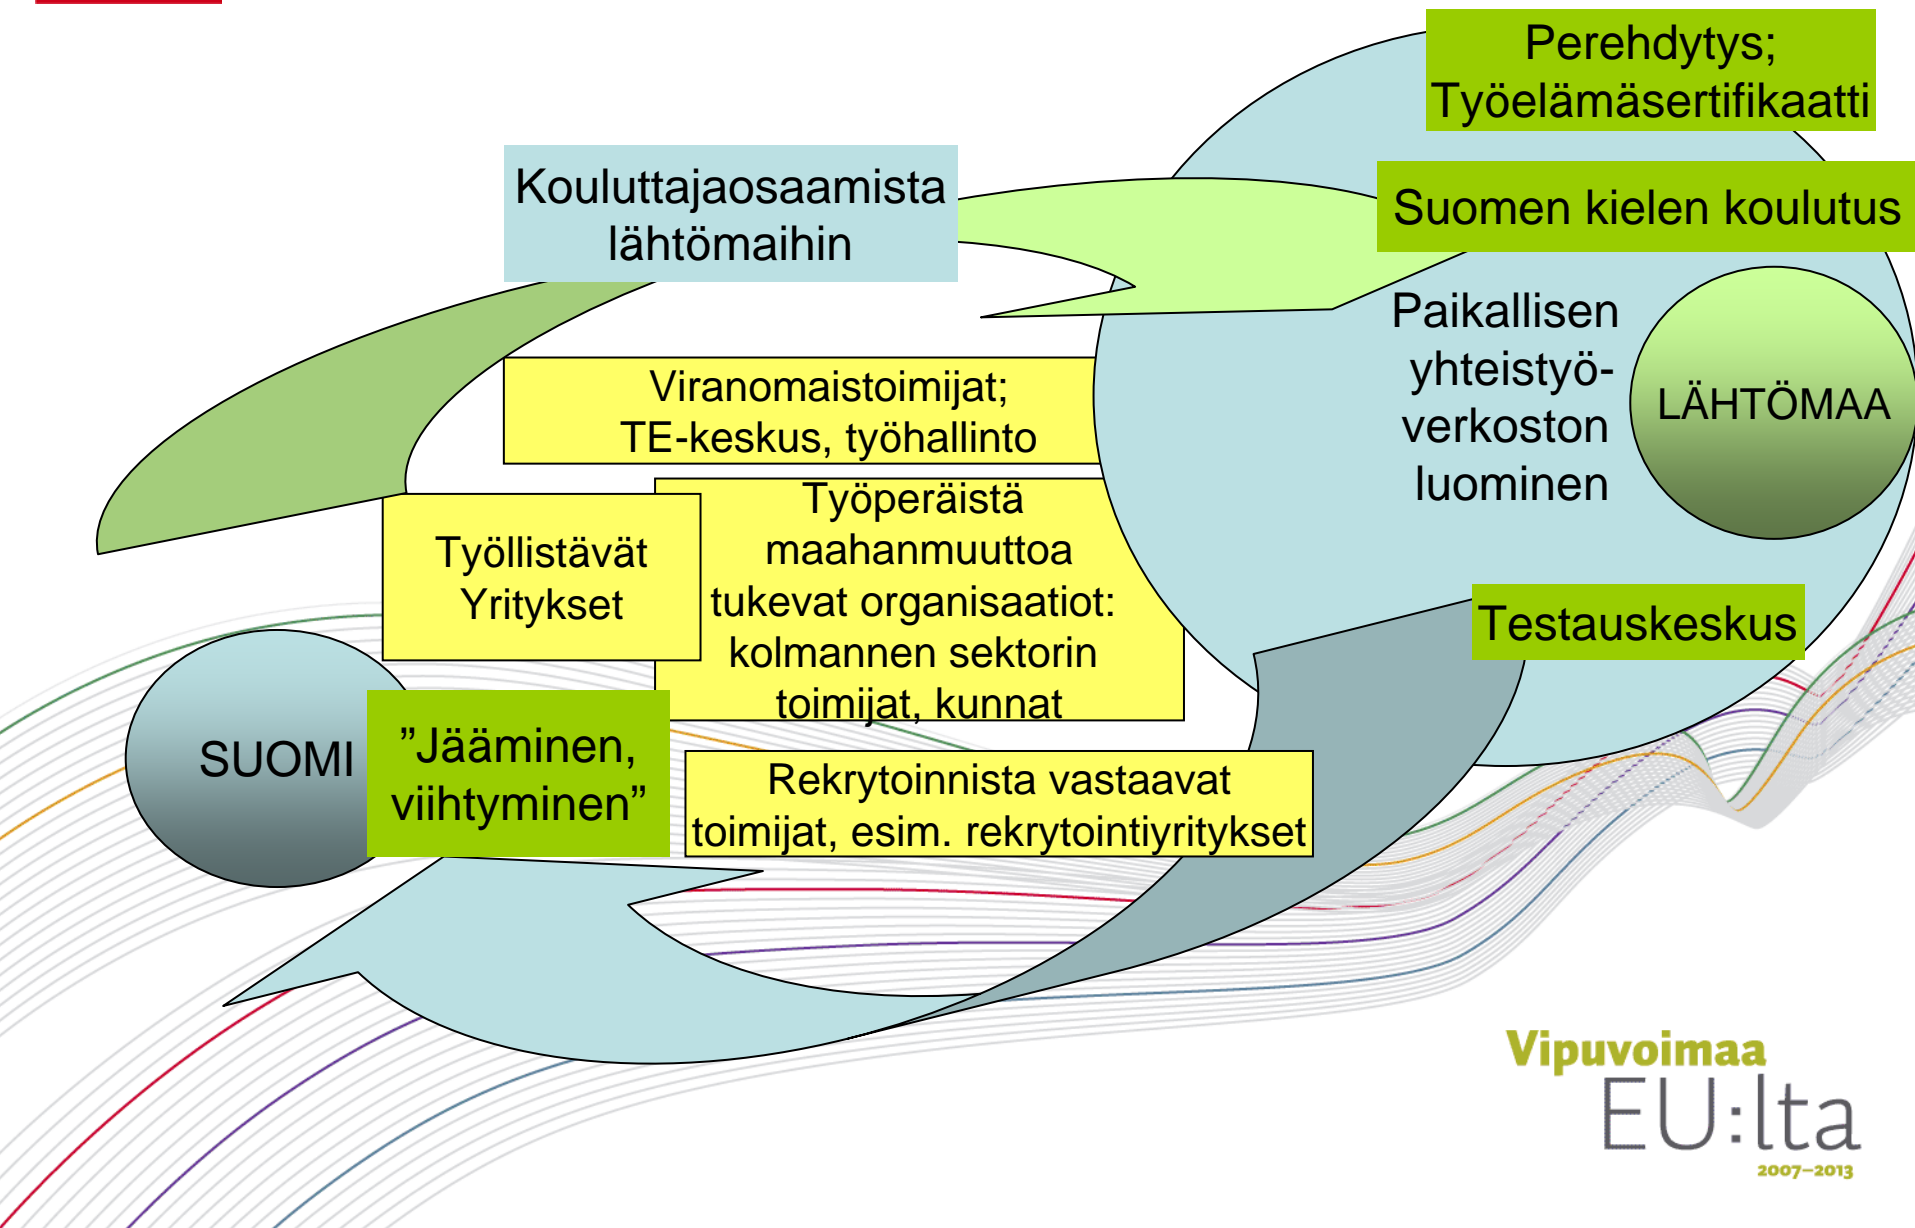 Perehdytys;
Työelämäsertifikaatti
Kouluttajaosaamista
lähtömaihin
Suomen kielen koulutus
Paikallisen
yhteistyö-
verkoston
luominen
LÄHTÖMAA
Viranomaistoimijat;
TE-keskus, työhallinto
Työperäistä
maahanmuuttoa
tukevat organisaatiot:
kolmannen sektorin
toimijat, kunnat
Työllistävät
Yritykset
Testauskeskus
SUOMI
”Jääminen,
viihtyminen”
Rekrytoinnista vastaavat
toimijat, esim. rekrytointiyritykset
Vipuvoimaa
EU:lta
2007–2013